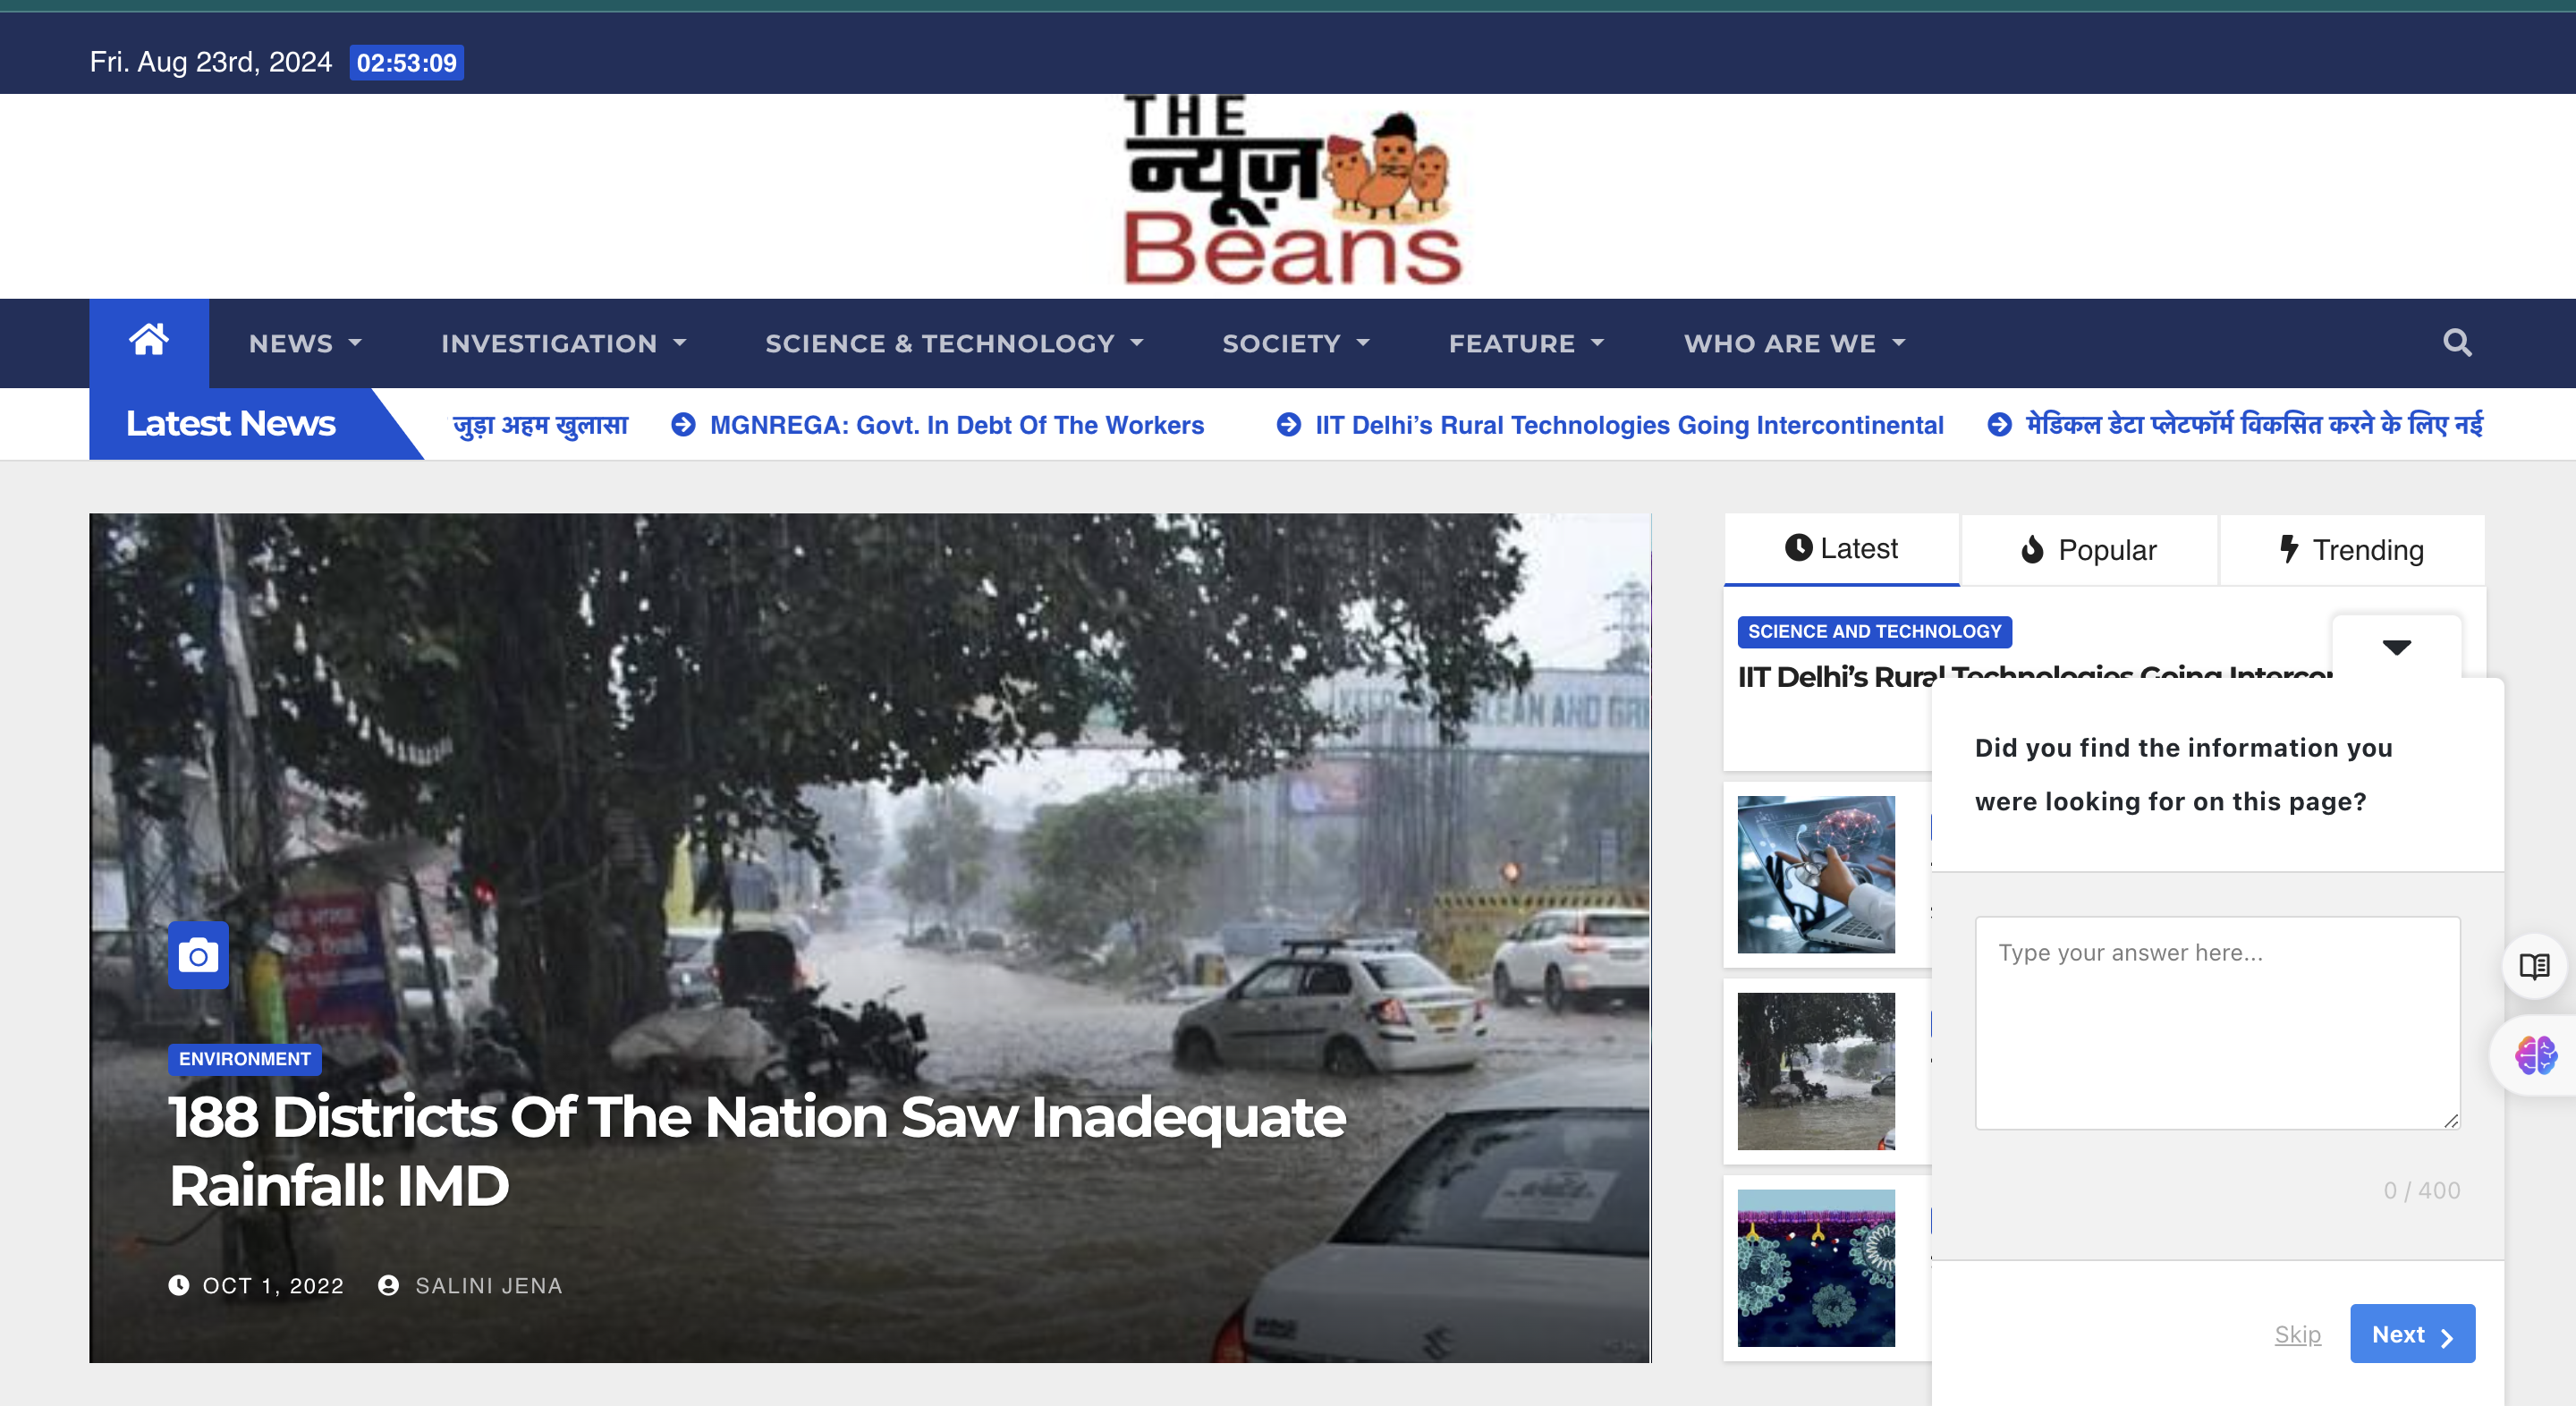 Fri. Aug 23rd, 2024 02:53:09
THE
न्यूज़
Beans
NEWS INVESTIGATION SCIENCE & TECHNOLOGY SOCIETY FEATURE WHO ARE WE
Latest News जुड़ा अहम खुलासा MGNREGA: Govt. In Debt Of The Workers IIT Delhi’s Rural Technologies Going Intercontinental मेडिकल डेटा प्लेटफॉर्म विकसित करने के लिए नई
Latest Popular Trending
SCIENCE AND TECHNOLOGY
IIT Delhi’s Rural Technologies Going
LEAN AND
ENVIRONMENT
188 Districts Of The Nation Saw Inadequate
Rainfall: IMD
OCT 1, 2022 SALINI JENA
Did you find the information you
were looking for on this page?
Type your answer here...
0 / 400
Skip Next